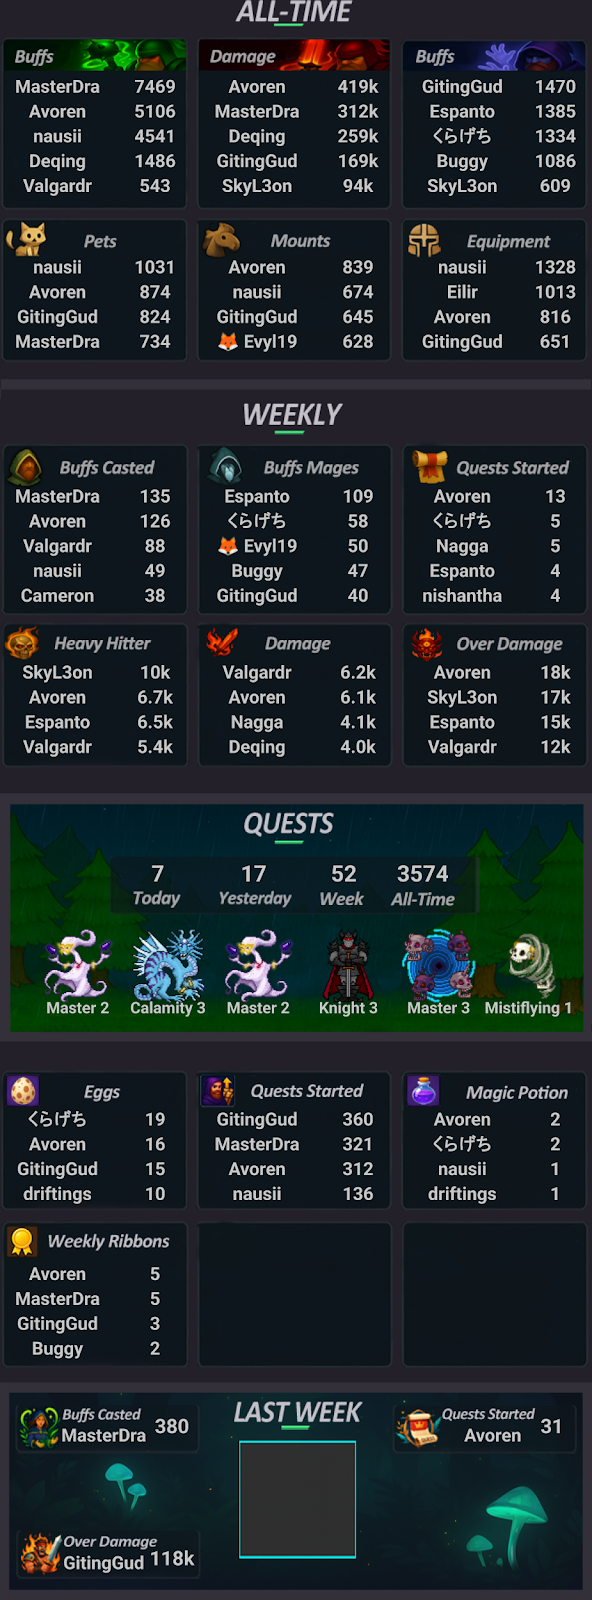 ALL-TIME
Buffs
MasterDra 7469
Avoren 5106
nausii 4541
Deqing 1486
Valgardr 543
Damage
Avoren 419k
MasterDra 312k
Deqing 259k
GitingGud 169k
SkyL3on 94k
Buffs
GitingGud 1470
Espanto 1385
くらげち 1334
Buggy 1086
SkyL3on 609
Pets
nausii 1031
Avoren 874
GitingGud 824
MasterDra 734
Mounts
Avoren 839
nausii 674
GitingGud 645
🦊 Evyl19 628
Equipment
nausii 1328
Eilir 1013
Avoren 816
GitingGud 651
WEEKLY
Buffs Casted
MasterDra 135
Avoren 126
Valgardr 88
nausii 49
Cameron 38
Buffs Mages
Espanto 109
くらげち 58
🦊 Evyl19 50
Buggy 47
GitingGud 40
Quests Started
Avoren 13
くらげち 5
Nagga 5
Espanto 4
nishantha 4
Heavy Hitter
SkyL3on 10k
Avoren 6.7k
Espanto 6.5k
Valgardr 5.4k
Damage
Valgardr 6.2k
Avoren 6.1k
Nagga 4.1k
Deqing 4.0k
Over Damage
Avoren 18k
SkyL3on 17k
Espanto 15k
Valgardr 12k
QUESTS
7 17 52 3574
Today Yesterday Week All-Time
Master 2 Calamity 3 Master 2 Knight 3 Master 3 Mistiflying 1
Eggs
くらげち 19
Avoren 16
GitingGud 15
driftings 10
Quests Started
GitingGud 360
MasterDra 321
Avoren 312
nausii 136
Magic Potion
Avoren 2
くらげち 2
nausii 1
driftings 1
Weekly Ribbons
Avoren 5
MasterDra 5
GitingGud 3
Buggy 2
LAST WEEK
Buffs Casted
MasterDra 380
Quests Started
Avoren 31
Over Damage
GitingGud 118k